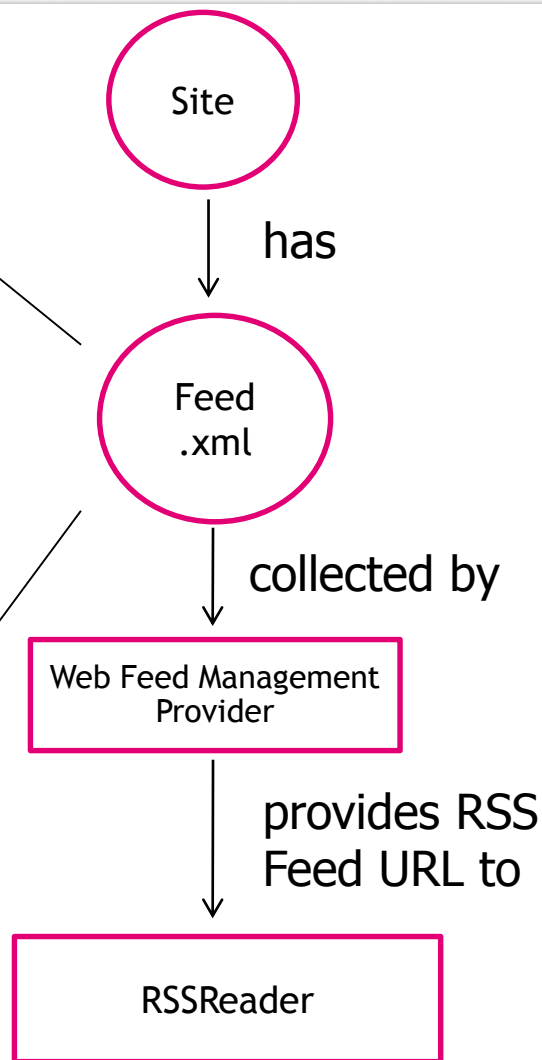 Site
has
Feed
.xml
collected by
Web Feed Management
Provider
provides RSS
Feed URL to
RSSReader